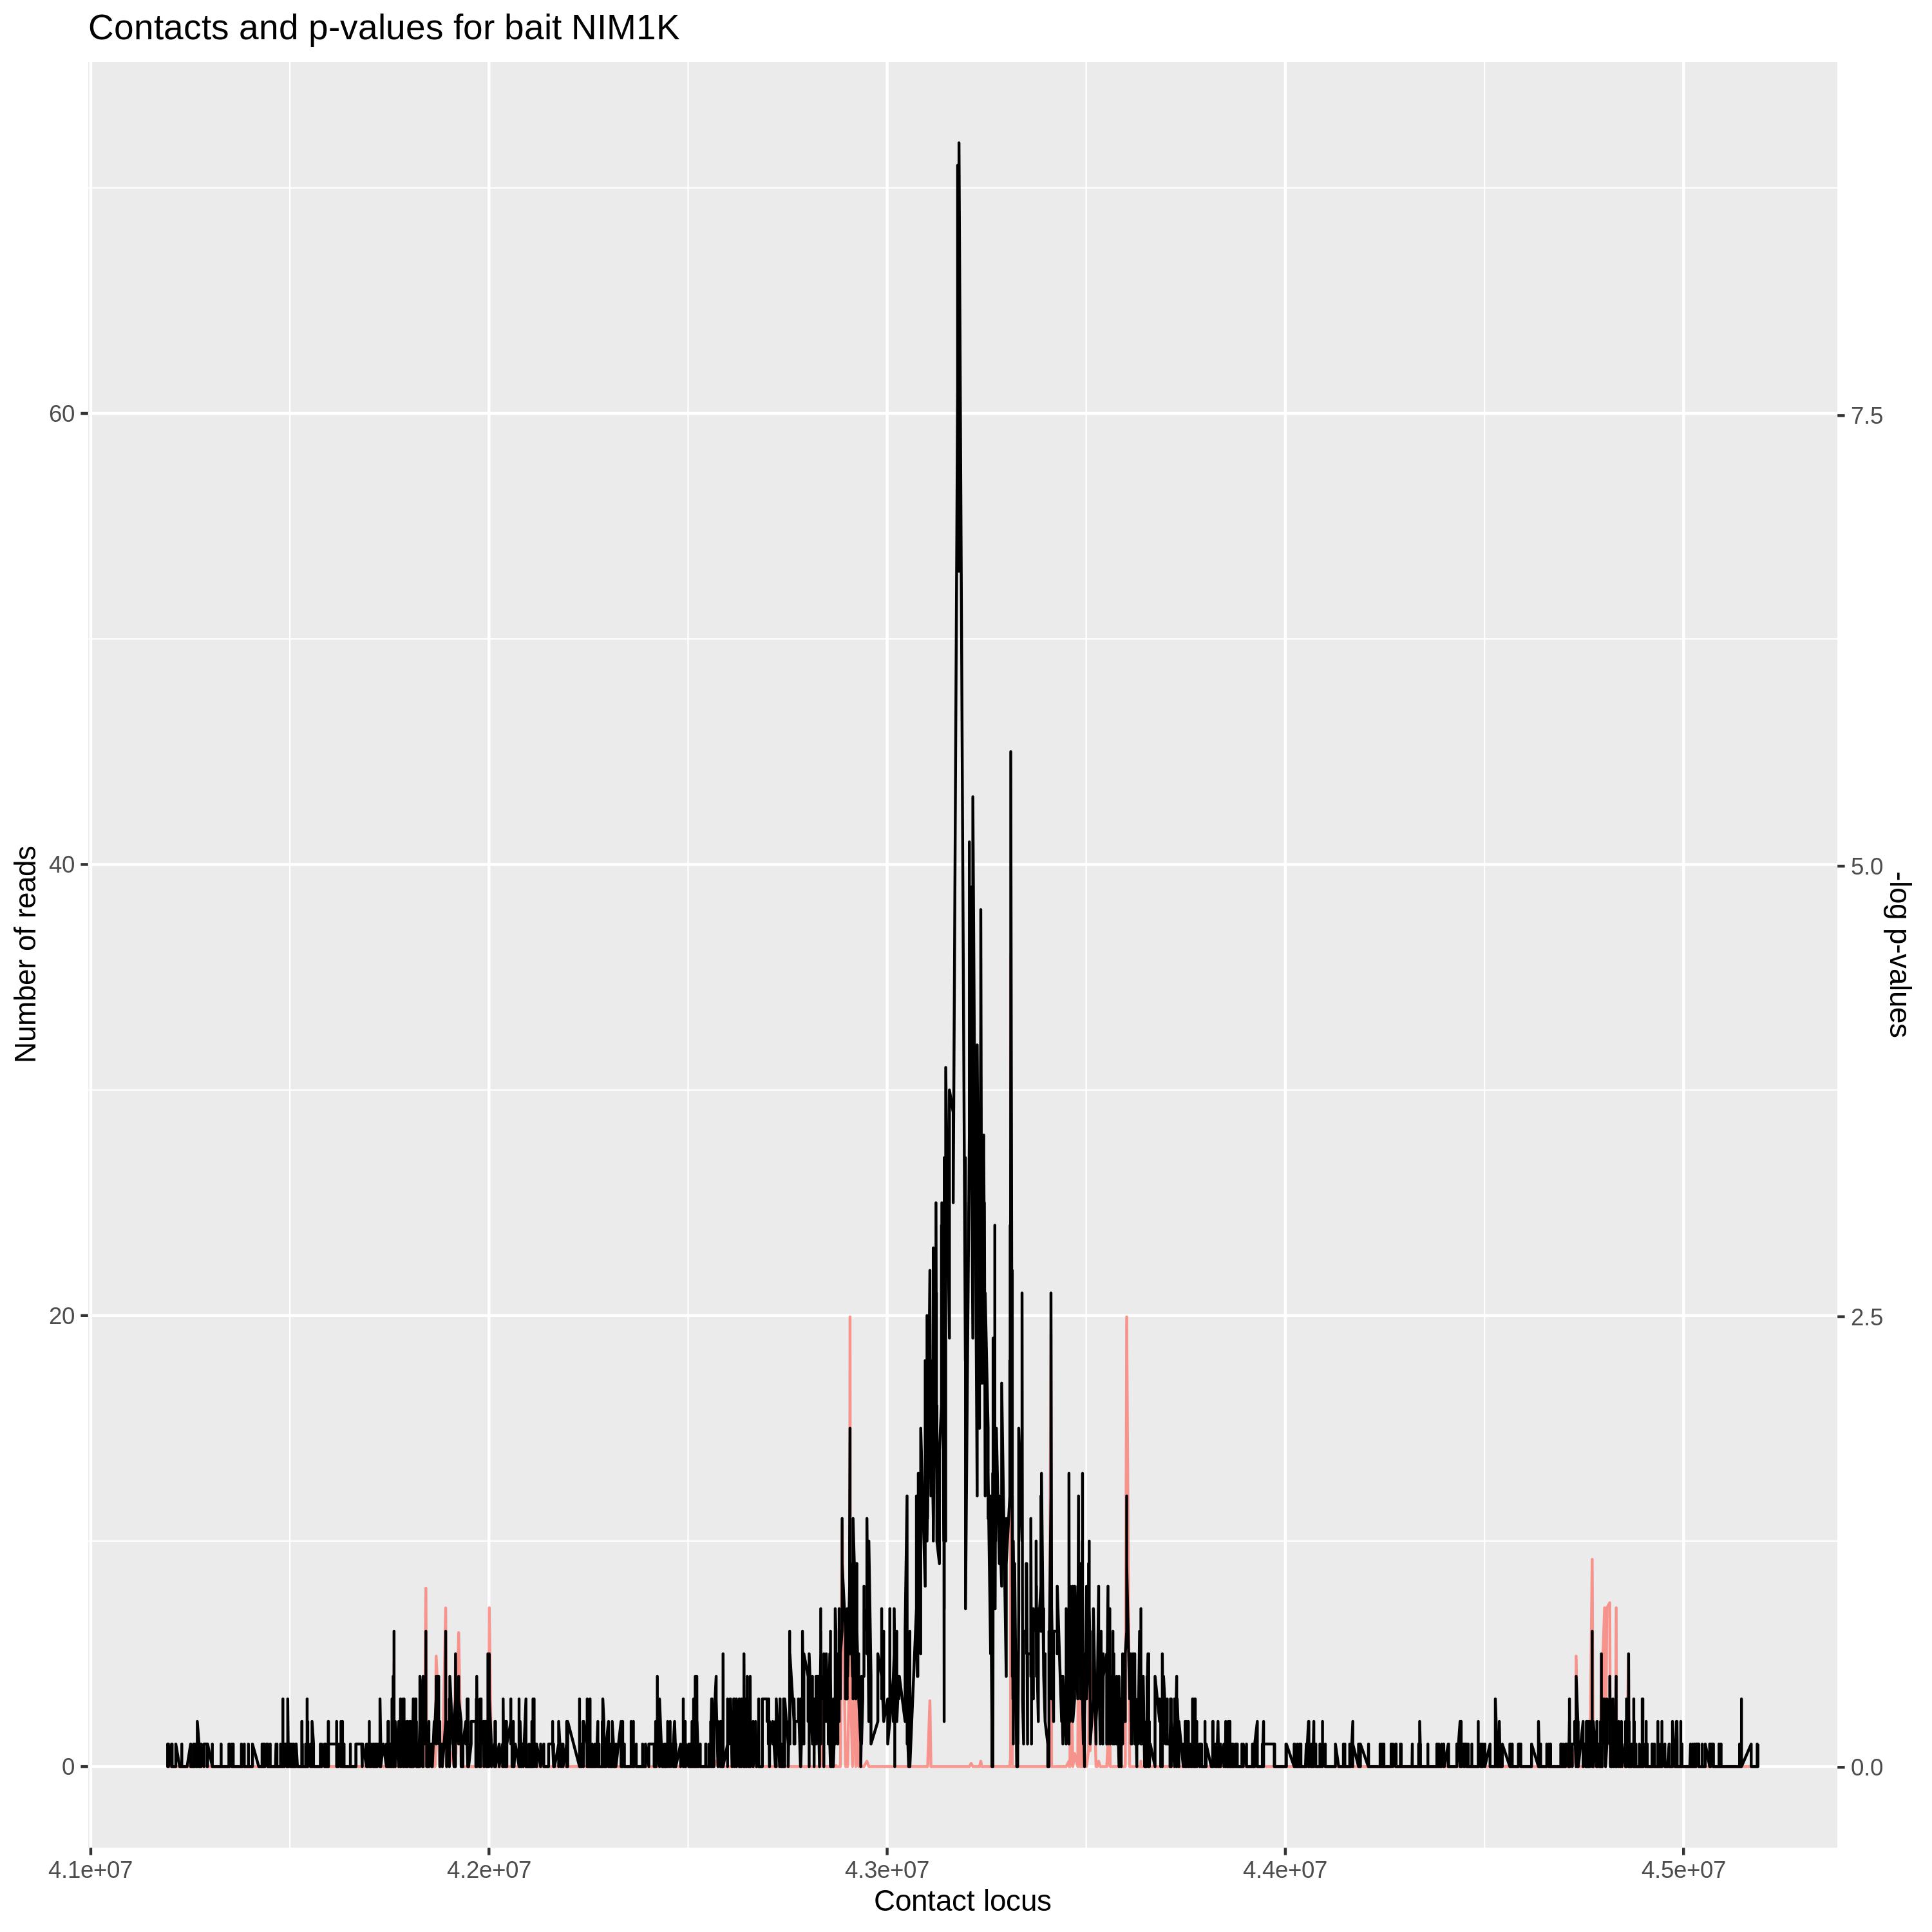 Contacts and p-values for bait NIM1K
Number of reads
60
40
20
0
7.5
5.0
2.5
0.0
-log p-values
4.1e+07 4.2e+07 4.3e+07 4.4e+07 4.5e+07
Contact locus